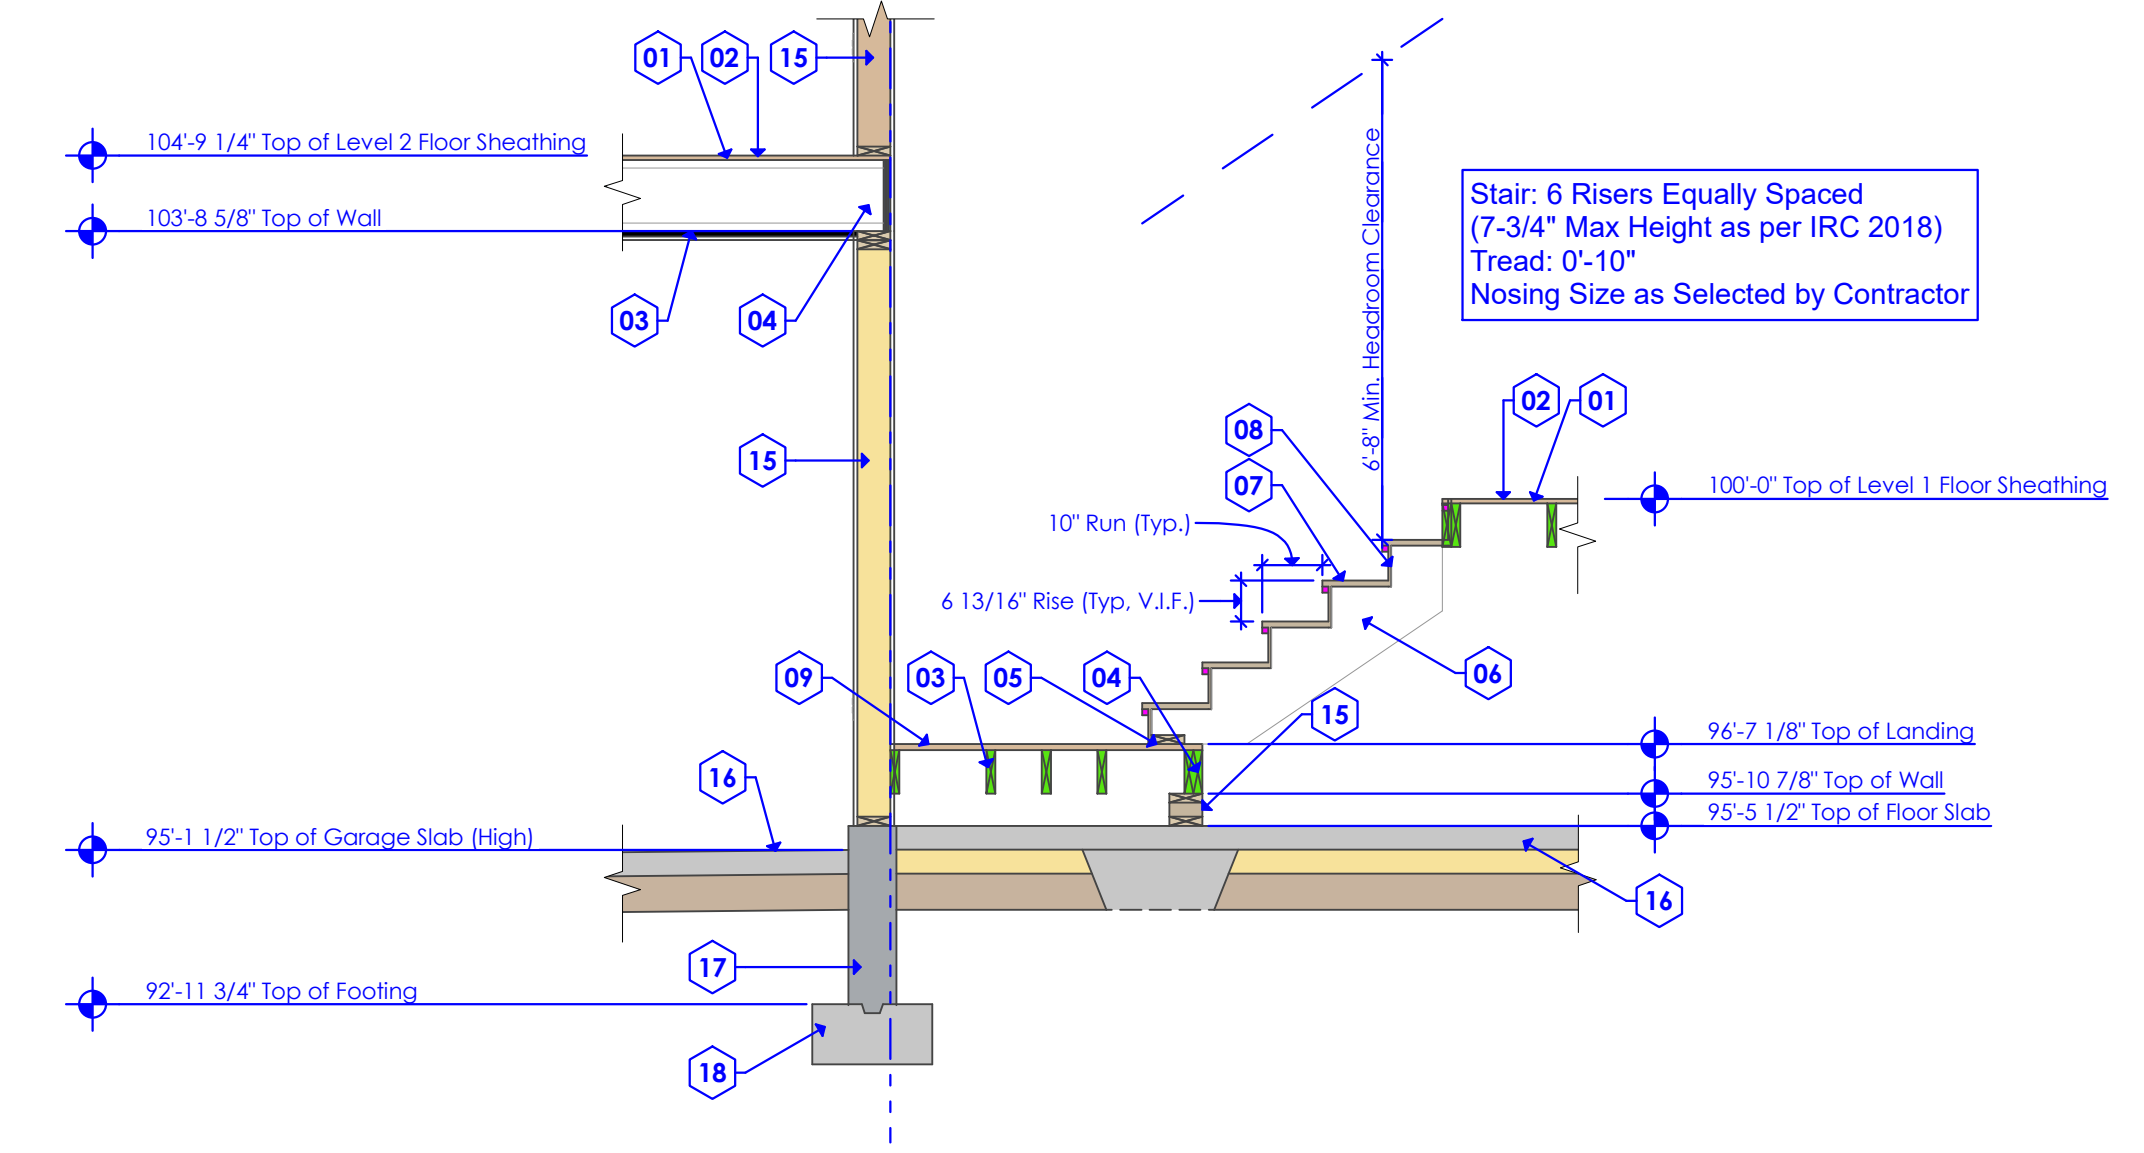 01
02
15
104'-9 1/4" Top of Level 2 Floor Sheathing
103'-8 5/8" Top of Wall
03
04
6'-8" Min. Headroom Clearance
Stair: 6 Risers Equally Spaced
(7-3/4" Max Height as per IRC 2018)
Tread: 0'-10"
Nosing Size as Selected by Contractor
15
08
07
02
01
100'-0" Top of Level 1 Floor Sheathing
10" Run (Typ.)
6 13/16" Rise (Typ, V.I.F.)
09
03
05
04
06
15
96'-7 1/8" Top of Landing
95'-10 7/8" Top of Wall
95'-5 1/2" Top of Floor Slab
16
95'-1 1/2" Top of Garage Slab (High)
16
17
92'-11 3/4" Top of Footing
18